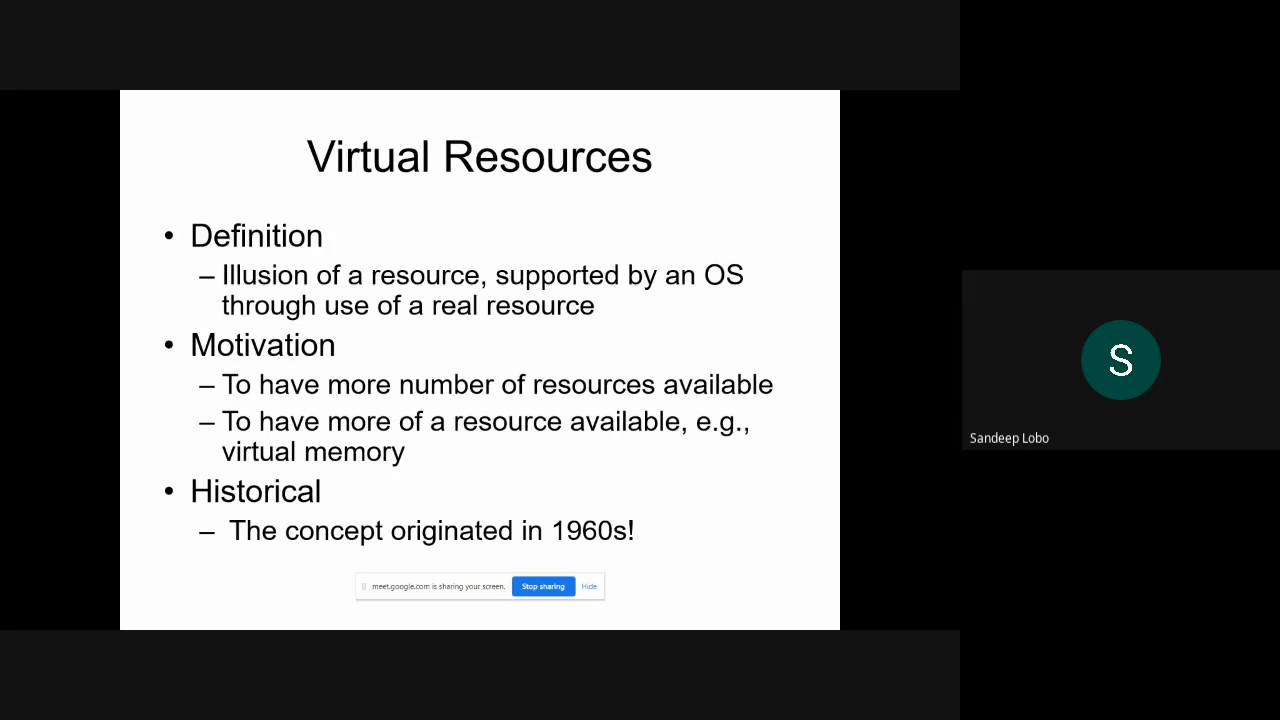 Virtual Resources
• Definition
– Illusion of a resource, supported by an OS
through use of a real resource
• Motivation
– To have more number of resources available
– To have more of a resource available, e.g.,
virtual memory
• Historical
– The concept originated in 1960s!
meet.google.com is sharing your screen. Stop sharing Hide
S
Sandeep Lobo